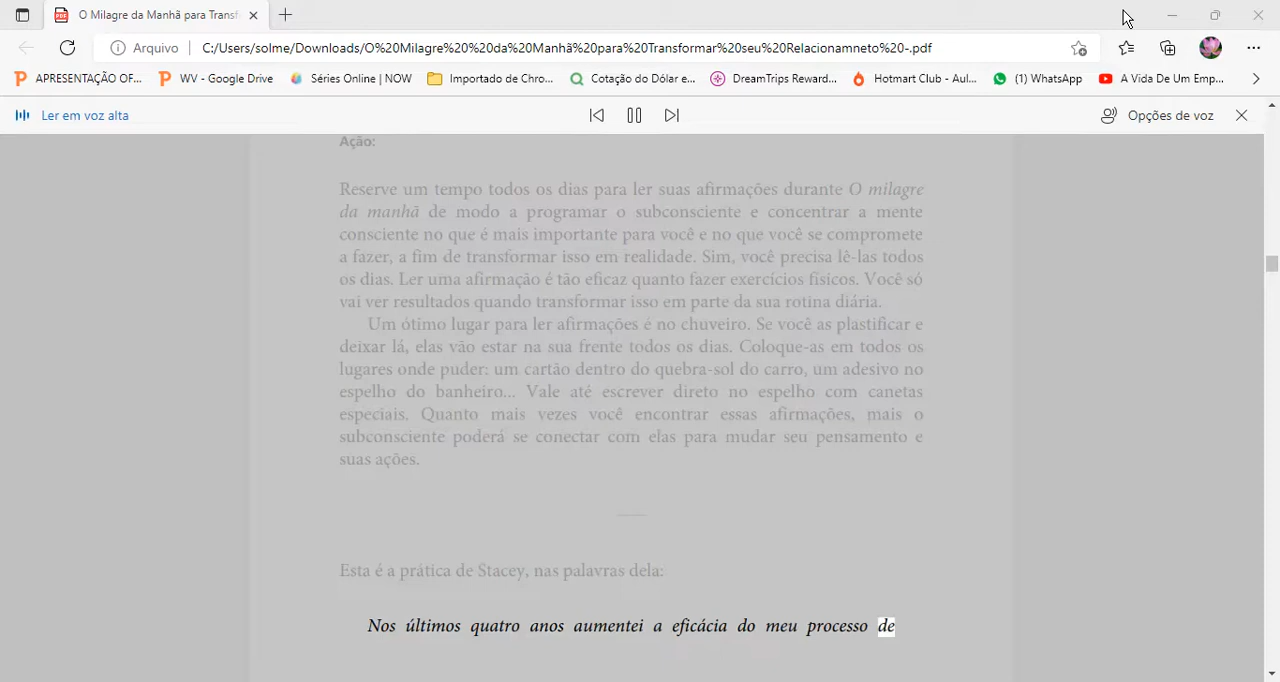 O Milagre da Manhã para Transf
Arquivo
C:/Users/solme/Downloads/O%20Milagre%20%20da%20Manhã%20para%20Transformar%20seu%20Relacionamneto%20-.pdf
APRESENTAÇÃO OF...
WV - Google Drive
Séries Online | NOW
Importado de Chro...
Cotação do Dólar e...
DreamTrips Reward...
Hotmart Club - Aul...
(1) WhatsApp
A Vida De Um Emp...
Ler em voz alta
Opções de voz
Ação:
Reserve um tempo todos os dias para ler suas afirmações durante O milagre
da manhã de modo a programar o subconsciente e concentrar a mente
consciente no que é mais importante para você e no que você se compromete
a fazer, a fim de transformar isso em realidade. Sim, você precisa lê-las todos
os dias. Ler uma afirmação é tão eficaz quanto fazer exercícios físicos. Você só
vai ver resultados quando transformar isso em parte da sua rotina diária.
Um ótimo lugar para ler afirmações é no chuveiro. Se você as plastificar e
deixar lá, elas vão estar na sua frente todos os dias. Coloque-as em todos os
lugares onde puder: um cartão dentro do quebra-sol do carro, um adesivo no
espelho do banheiro... Vale até escrever direto no espelho com canetas
especiais. Quanto mais vezes você encontrar essas afirmações, mais o
subconsciente poderá se conectar com elas para mudar seu pensamento e
suas ações.
Esta é a prática de Stacey, nas palavras dela:
Nos últimos quatro anos aumentei a eficácia do meu processo de